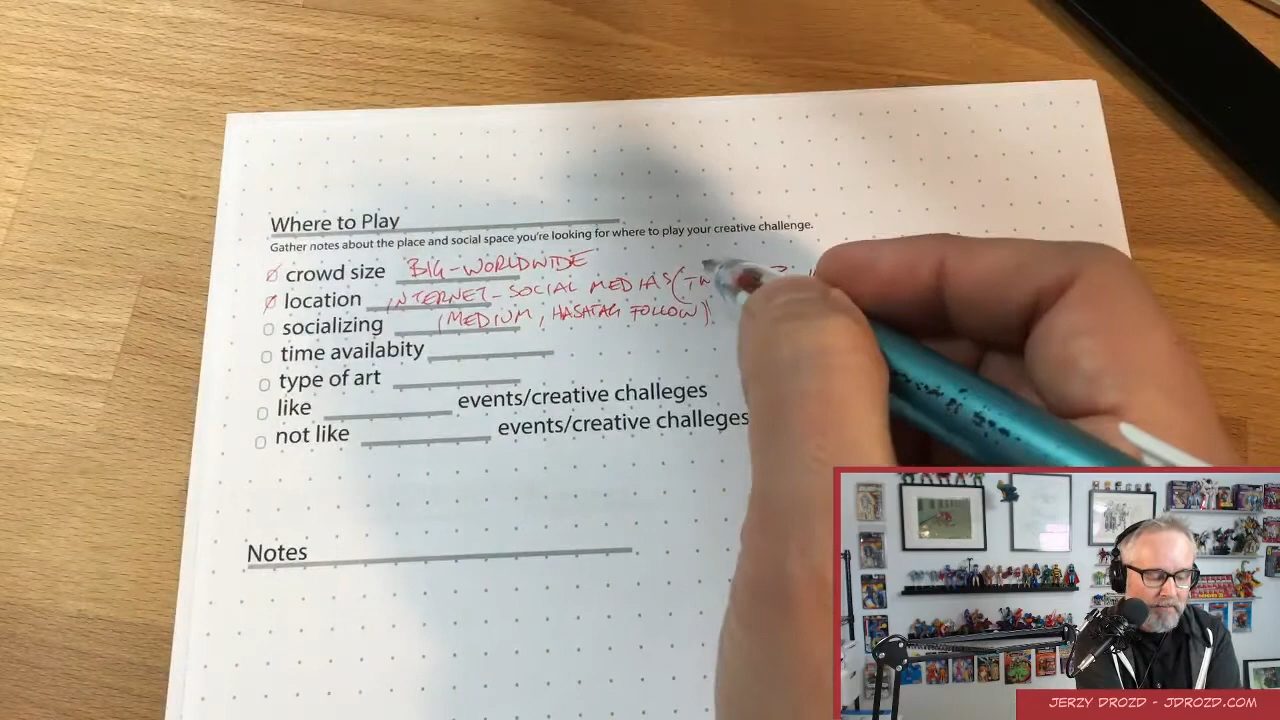 Where to Play
Gather notes about the place and social space you're looking for where to play your creative challenge.
crowd size BIG-WORLDWIDE
location INTERNET-SOCIAL MEDIAS (TW
socializing (MEDIUM, HASATAG FOLLOW)
time availabity
type of art
like events/creative challeges
not like events/creative challeges
Notes
JERZY DROZD - JDROZD.COM